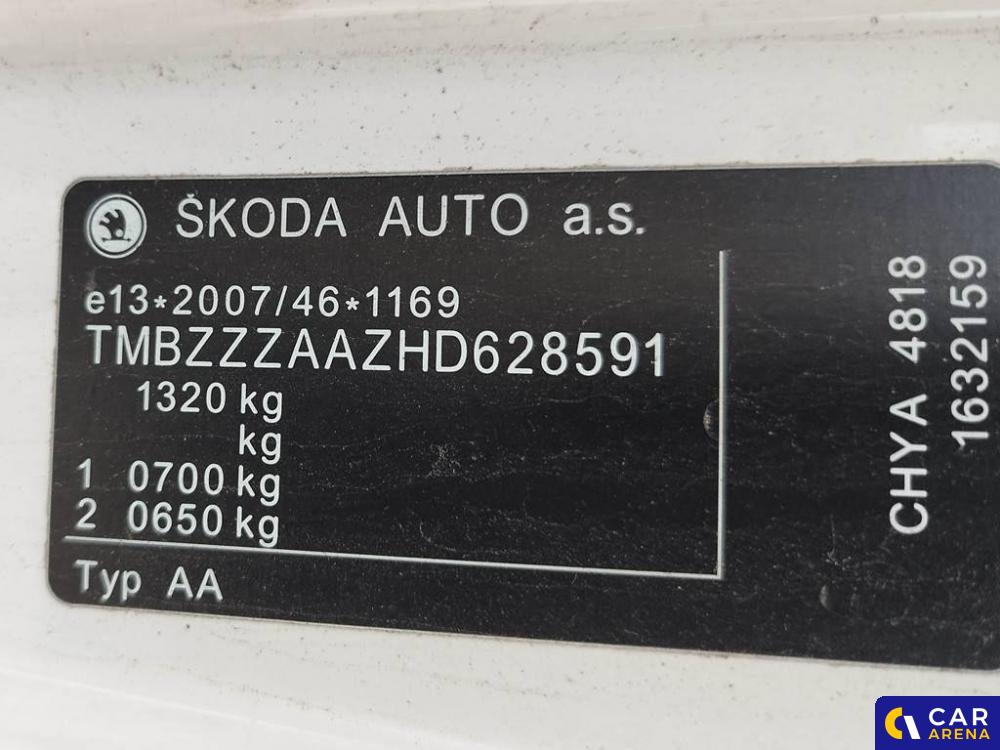 ŠKODA AUTO a.s.
e13*2007/46*1169
TMBZZZAAZHD628591
1320 kg
kg
1 0700 kg
2 0650 kg
Typ AA
CHYA 4818
16332159
CAR
ARENA